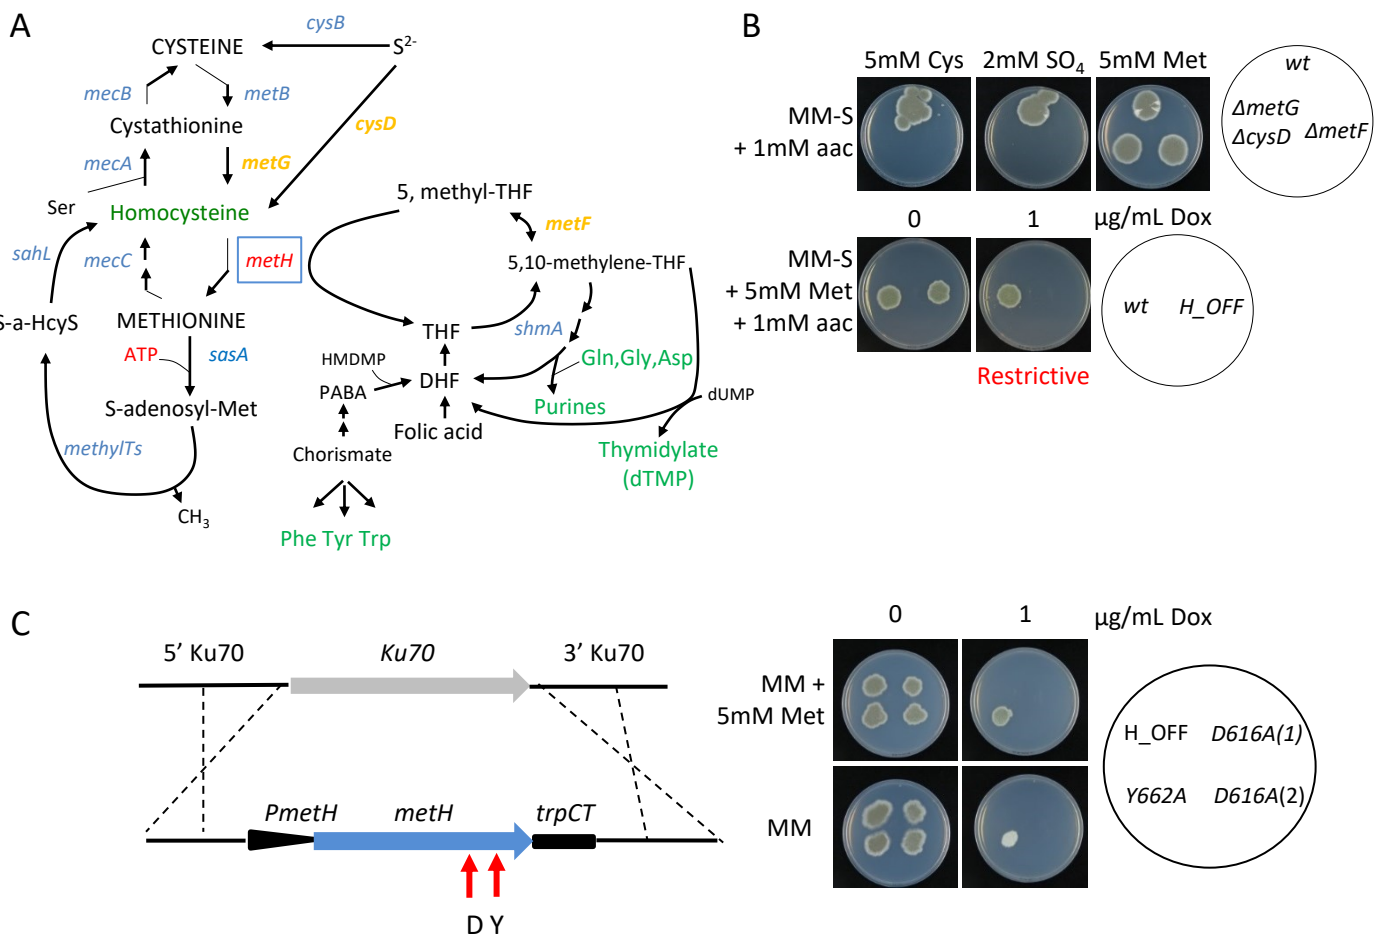 A
cysB
CYSTEINE
S2-
mecB
metB
Cystathionine
cysD
mecA
metG
Ser
Homocysteine
5, methyl-THF
metF
sahL
mecC
metH
5,10-methylene-THF
S-a-HcyS
METHIONINE
THF
shmA
ATP
sasA
HMDMP
Gln,Gly,Asp
PABA
DHF
S-adenosyl-Met
Purines
dUMP
Folic acid
methylTs
Chorismate
Thymidylate
(dTMP)
CH3
Phe Tyr Trp
B
5mM Cys
2mM SO4
5mM Met
wt
MM-S
+ 1mM aac
ΔmetG
ΔcysD
ΔmetF
0
1
µg/mL Dox
MM-S
+ 5mM Met
+ 1mM aac
wt
H_OFF
Restrictive
C
5’ Ku70
Ku70
3’ Ku70
PmetH
metH
trpCT
D Y
0
1
µg/mL Dox
MM +
5mM Met
H_OFF
D616A(1)
Y662A
D616A(2)
MM